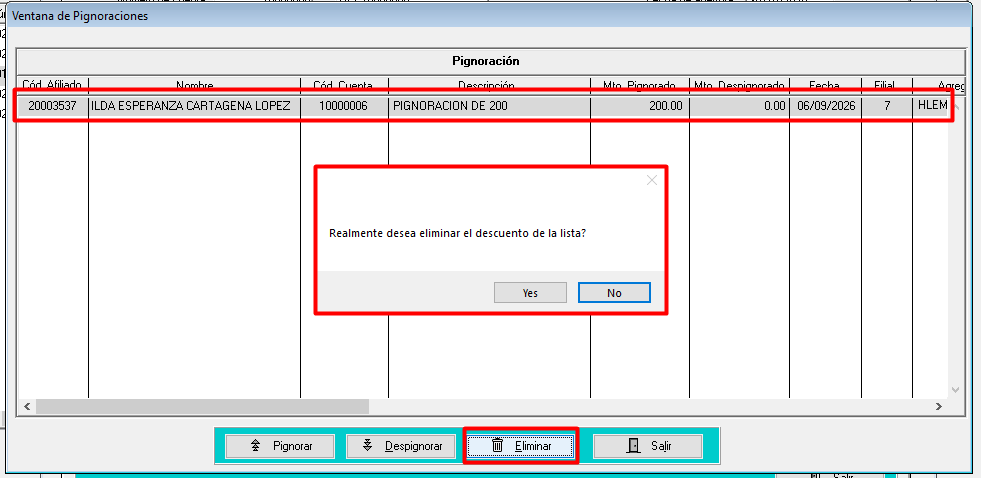 Ventana de Pignoraciones
Pignoración
Cód. Afiliado Nombre Cód. Cuenta Descripción Mto. Pignorado Mto. Despignorado Fecha Filial Agreg
20003537 ILDA ESPERANZA CARTAGENA LOPEZ 10000006 PIGNORACION DE 200 200.00 0.00 06/09/2026 7 HLEM
Realmente desea eliminar el descuento de la lista?
Yes No
Pignorar Despignorar Eliminar Salir
Salir